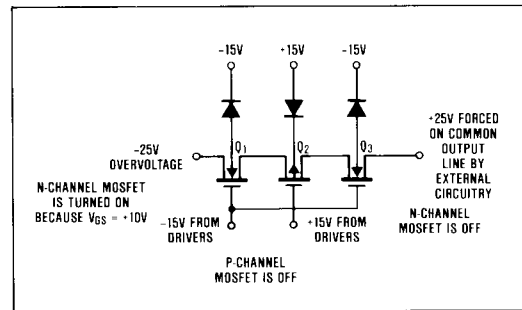 -15V
+15V
-15V
+25V FORCED
ON COMMON
OUTPUT
LINE BY
EXTERNAL
CIRCUITRY
-25V
OVERVOLTAGE
Q1
Q2
Q3
N-CHANNEL MOSFET
IS TURNED ON
BECAUSE VGS = +10V
-15V FROM
DRIVERS
+15V FROM
DRIVERS
N-CHANNEL
MOSFET IS OFF
P-CHANNEL
MOSFET IS OFF